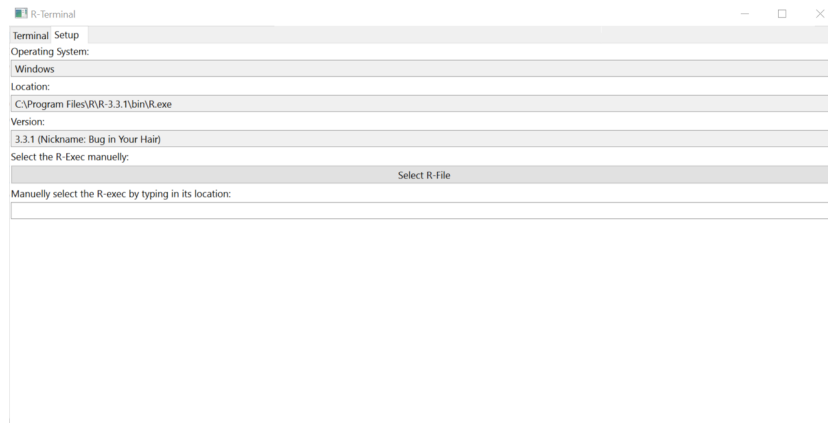 R-Terminal
Terminal Setup
Operating System:
Windows
Location:
C:\Program Files\R\R-3.3.1\bin\R.exe
Version:
3.3.1 (Nickname: Bug in Your Hair)
Select the R-Exec manually:
Select R-File
Manuelly select the R-exec by typing in its location: